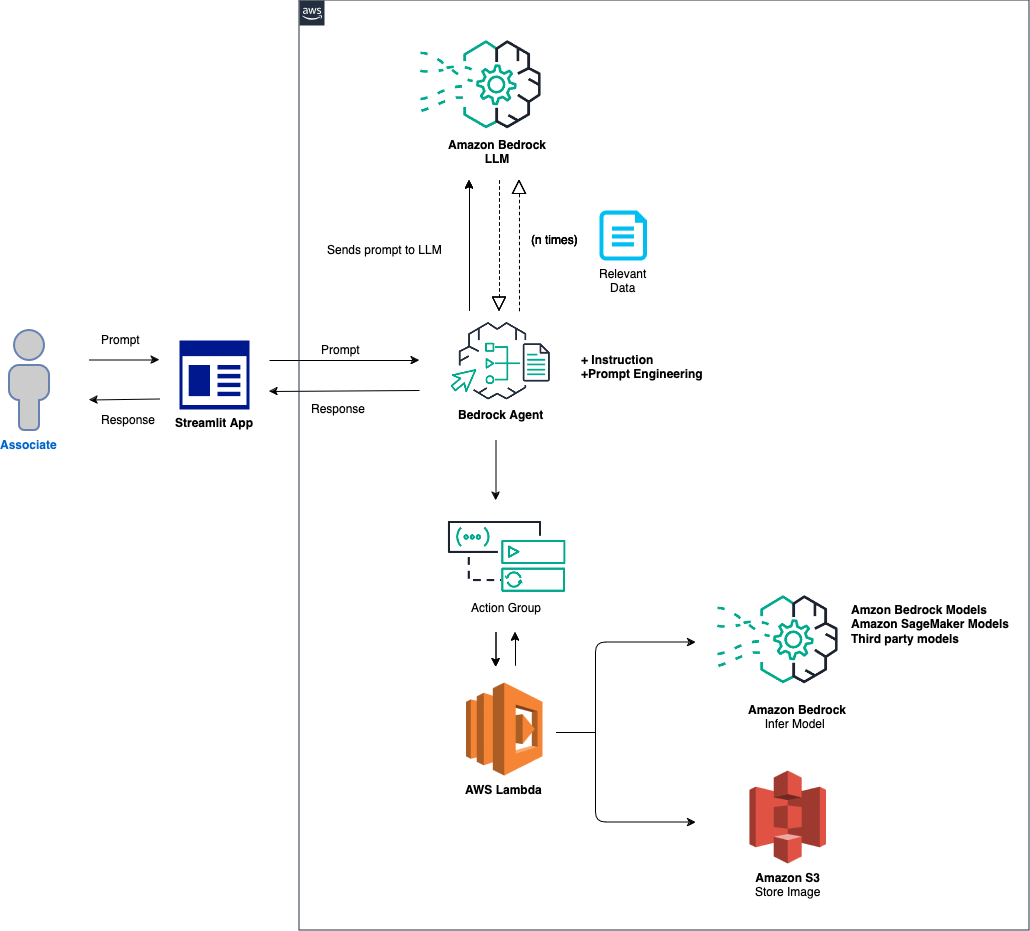 aws
Amazon Bedrock
LLM
Sends prompt to LLM
(n times)
Relevant
Data
Prompt
Response
Associate
Streamlit App
Prompt
Response
Bedrock Agent
+ Instruction
+Prompt Engineering
Action Group
AWS Lambda
Amzon Bedrock Models
Amazon SageMaker Models
Third party models
Amazon Bedrock
Infer Model
Amazon S3
Store Image